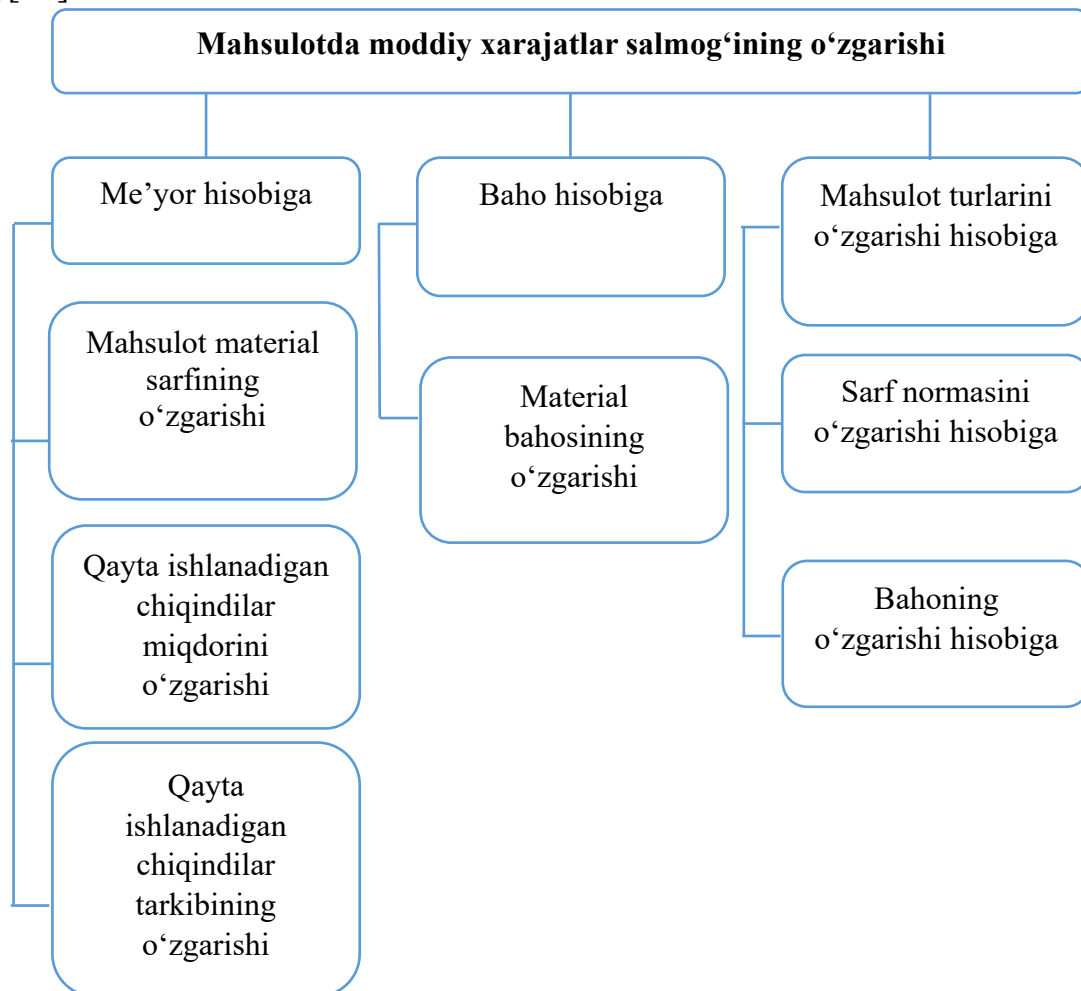 Mahsulotda moddiy xarajatlar salmog‘ining o‘zgarishi
Me’yor hisobiga
Mahsulot material
sarfining
o‘zgarishi
Qayta ishlanadigan
chiqindilar
miqdorini
o‘zgarishi
Qayta
ishlanadigan
chiqindilar
tarkibining
o‘zgarishi
Baho hisobiga
Material
bahosining
o‘zgarishi
Mahsulot turlarini
o‘zgarishi hisobiga
Sarf normasini
o‘zgarishi hisobiga
Bahoning
o‘zgarishi hisobiga